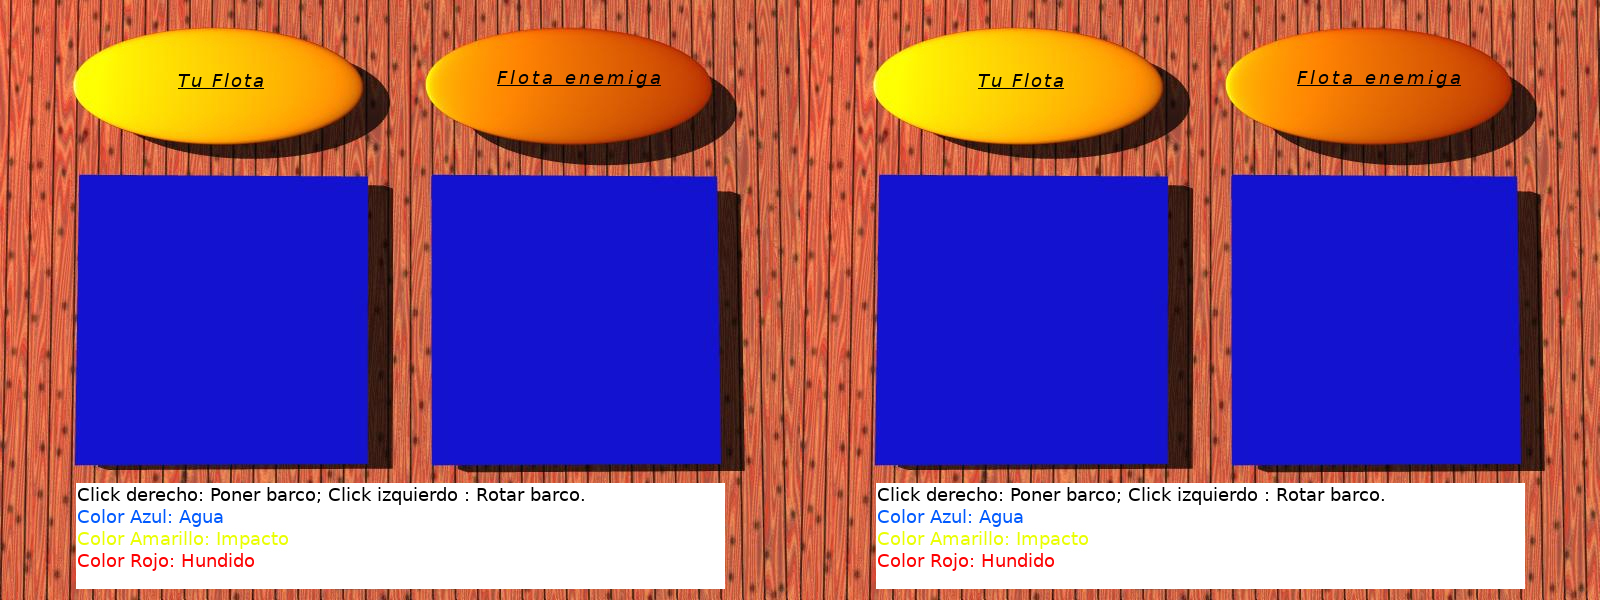 Tu Flota
Flota enemiga
Tu Flota
Flota enemiga
Click derecho: Poner barco; Click izquierdo : Rotar barco.
Color Azul: Agua
Color Amarillo: Impacto
Color Rojo: Hundido
Click derecho: Poner barco; Click izquierdo : Rotar barco.
Color Azul: Agua
Color Amarillo: Impacto
Color Rojo: Hundido